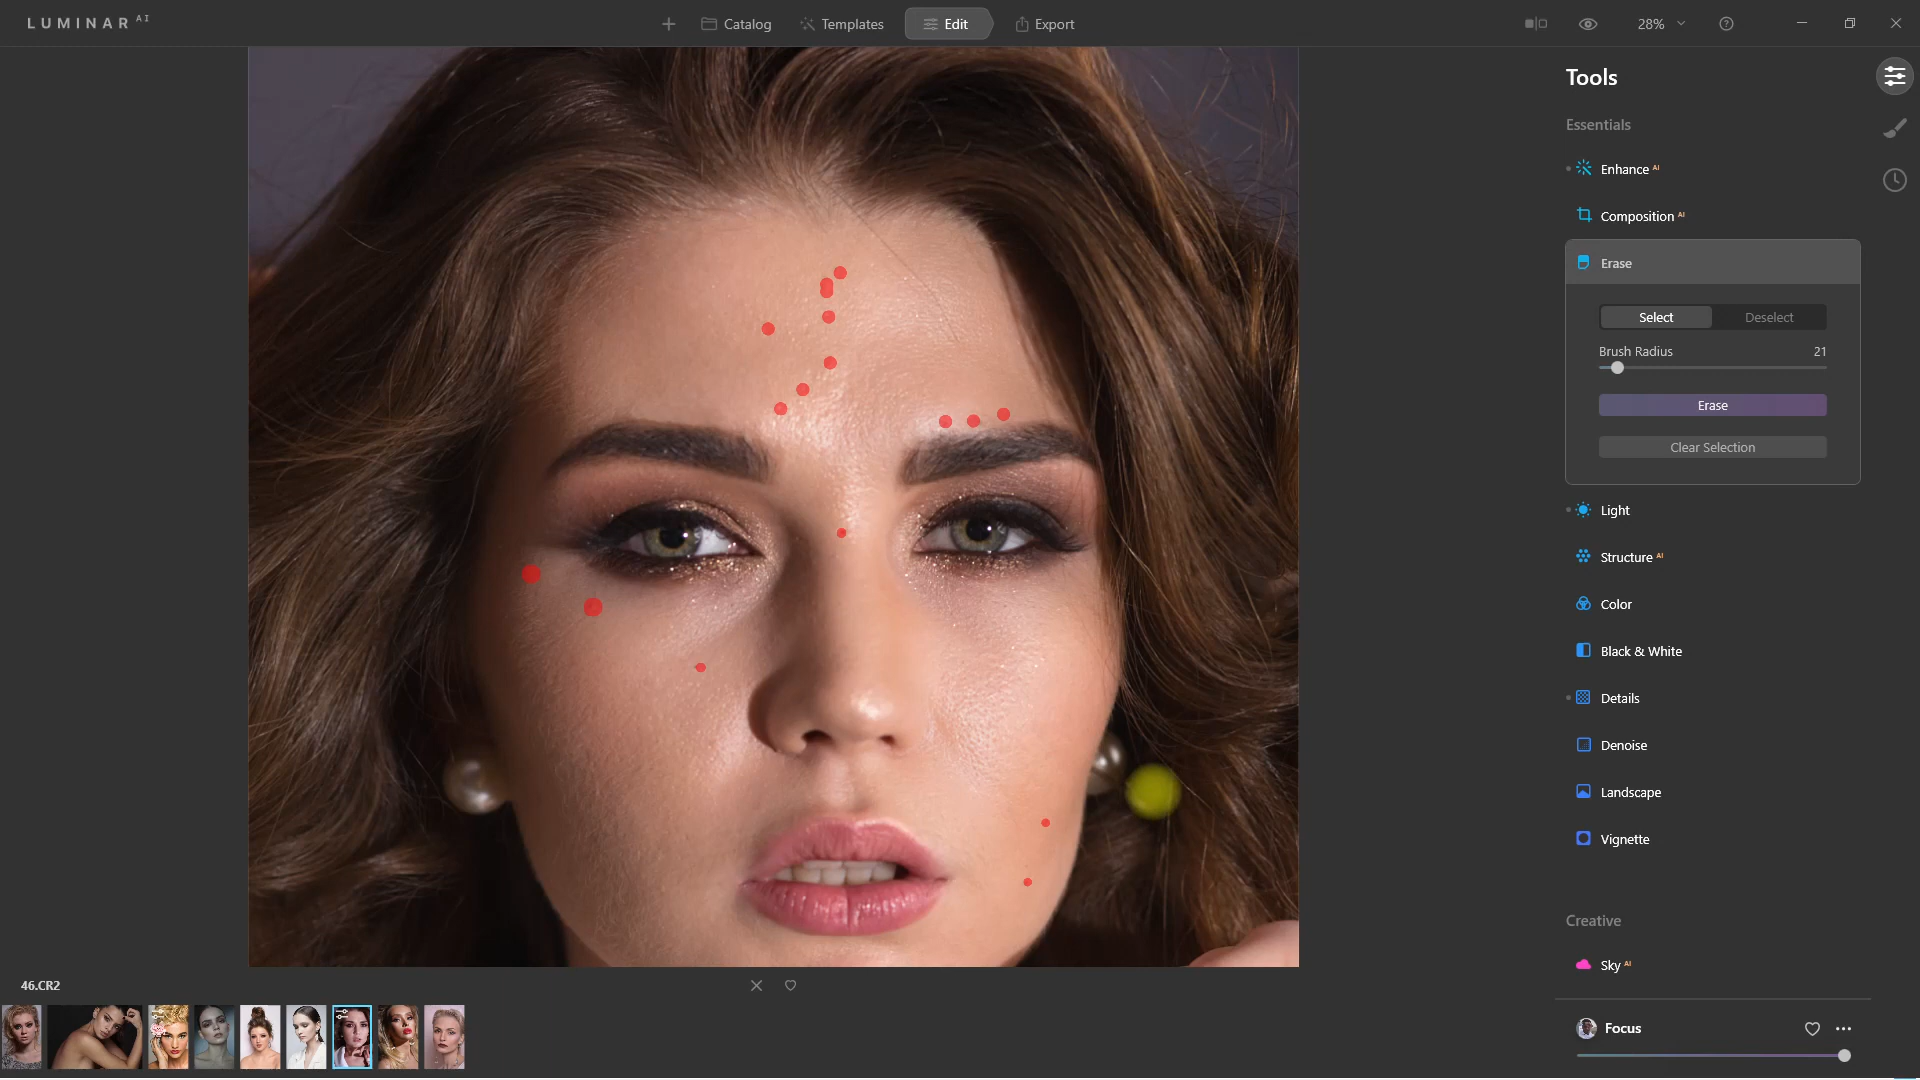 LUMINAR AI
Catalog
Templates
Edit
Export
28%
Tools
Essentials
Enhance AI
Composition AI
Erase
Select
Deselect
Brush Radius 21
Erase
Clear Selection
Light
Structure AI
Color
Black & White
Details
Denoise
Landscape
Vignette
Creative
Sky AI
46.CR2
Focus